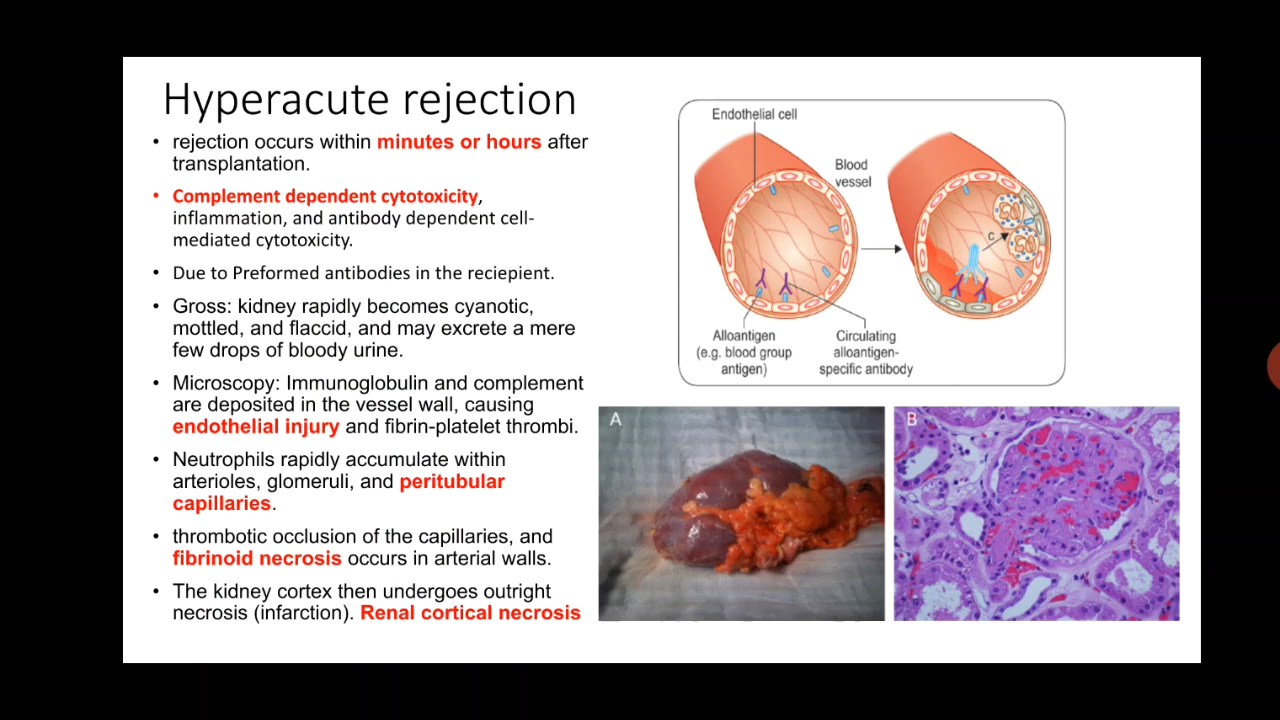 Hyperacute rejection
• rejection occurs within minutes or hours after
transplantation.
• Complement dependent cytotoxicity,
inflammation, and antibody dependent cell-
mediated cytotoxicity.
• Due to Preformed antibodies in the reciepient.
• Gross: kidney rapidly becomes cyanotic,
mottled, and flaccid, and may excrete a mere
few drops of bloody urine.
• Microscopy: Immunoglobulin and complement
are deposited in the vessel wall, causing
endothelial injury and fibrin-platelet thrombi.
• Neutrophils rapidly accumulate within
arterioles, glomeruli, and peritubular
capillaries.
• thrombotic occlusion of the capillaries, and
fibrinoid necrosis occurs in arterial walls.
• The kidney cortex then undergoes outright
necrosis (infarction). Renal cortical necrosis
Endothelial cell
Blood
vessel
C
Alloantigen
(e.g. blood group
antigen)
Circulating
alloantigen-
specific antibody
A
B